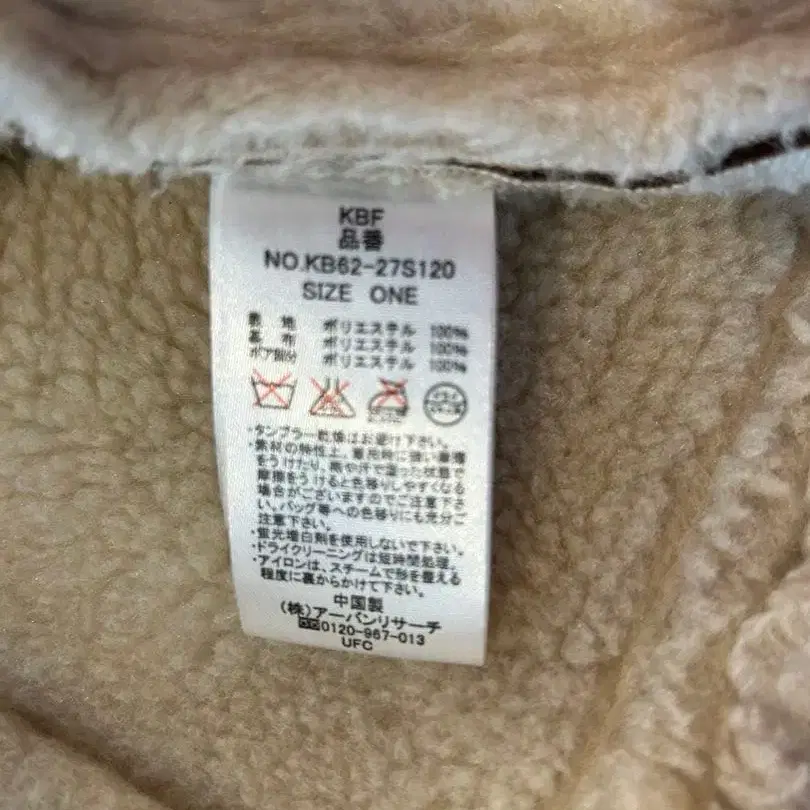 KBF
品番
NO.KB62-27S120
SIZE ONE
表 地 ポリエステル 100%
基 布 ポリエステル 100%
ボア部分 ポリエステル 100%
・タンブラー乾燥はお避け下さい。
・素材の特性上、着用時に強い摩擦
をうけたり、雨や汗で湿った状態で
摩擦をうけると色移りしやすくなる
場合がございますのでご注意下さ
い。バッグ等への色移りにも充分ご
注意下さい。
・蛍光増白剤を使用しないで下さい。
・ドライクリーニングは短時間処理。
・アイロンは、スチームで形を整える
程度に裏からかけて下さい。
中国製
(株)アーバンリサーチ
0120-967-013
UFC